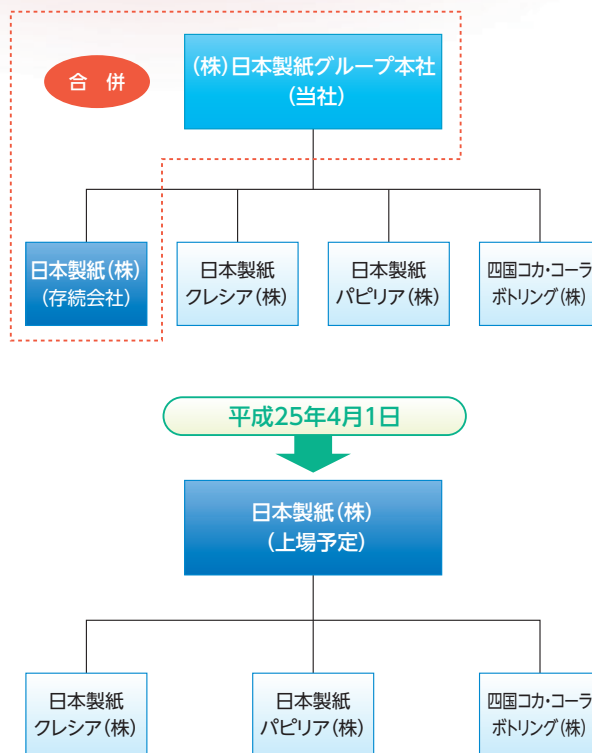 合 併
(株)日本製紙グループ本社
(当社)
日本製紙(株)
(存続会社)
日本製紙
クレシア(株)
日本製紙
パピリア(株)
四国コカ・コーラ
ボトリング(株)
平成25年4月1日
日本製紙(株)
(上場予定)
日本製紙
クレシア(株)
日本製紙
パピリア(株)
四国コカ・コーラ
ボトリング(株)